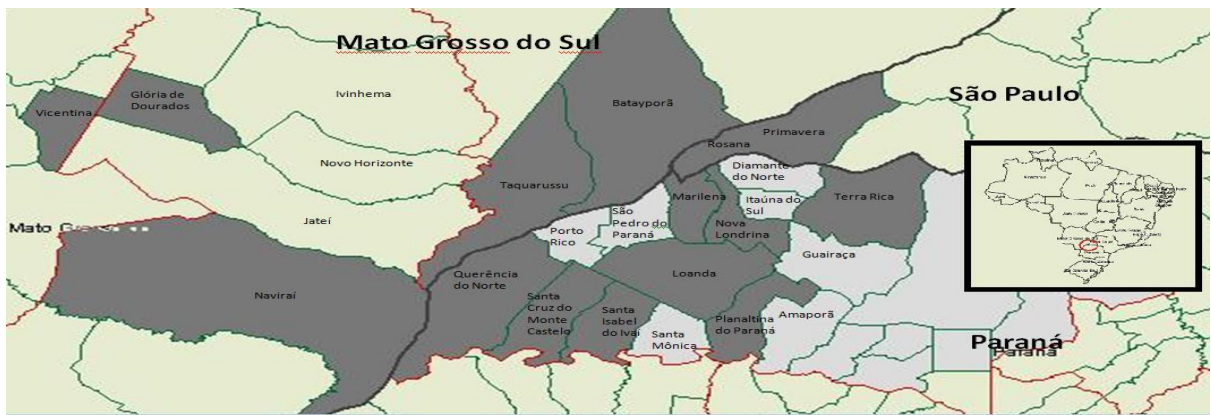 Mato Grosso do Sul
São Paulo
Paraná
Paraná
Vicentina
Glória de
Dourados
Ivinhema
Novo Horizonte
Jateí
Naviraí
Batayporã
Taquarussu
Primavera
Rosana
Diamante
do Norte
Marilena
Itaúna do
Sul
Terra Rica
São
Pedro do
Paraná
Porto
Rico
Nova
Londrina
Guairaça
Querência
do Norte
Loanda
Santa
Cruz do
Monte
Castelo
Santa
Isabel
do Ivai
Santa
Mônica
Planaltina
do Paraná
Amaporã